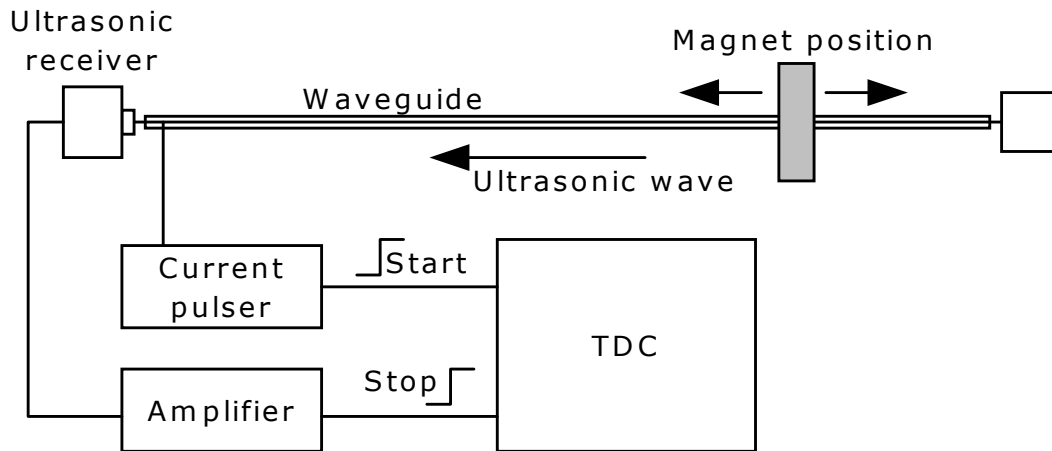 Ultrasonic
receiver
Magnet position
Waveguide
Ultrasonic wave
Current
pulser
Start
TDC
Stop
Amplifier